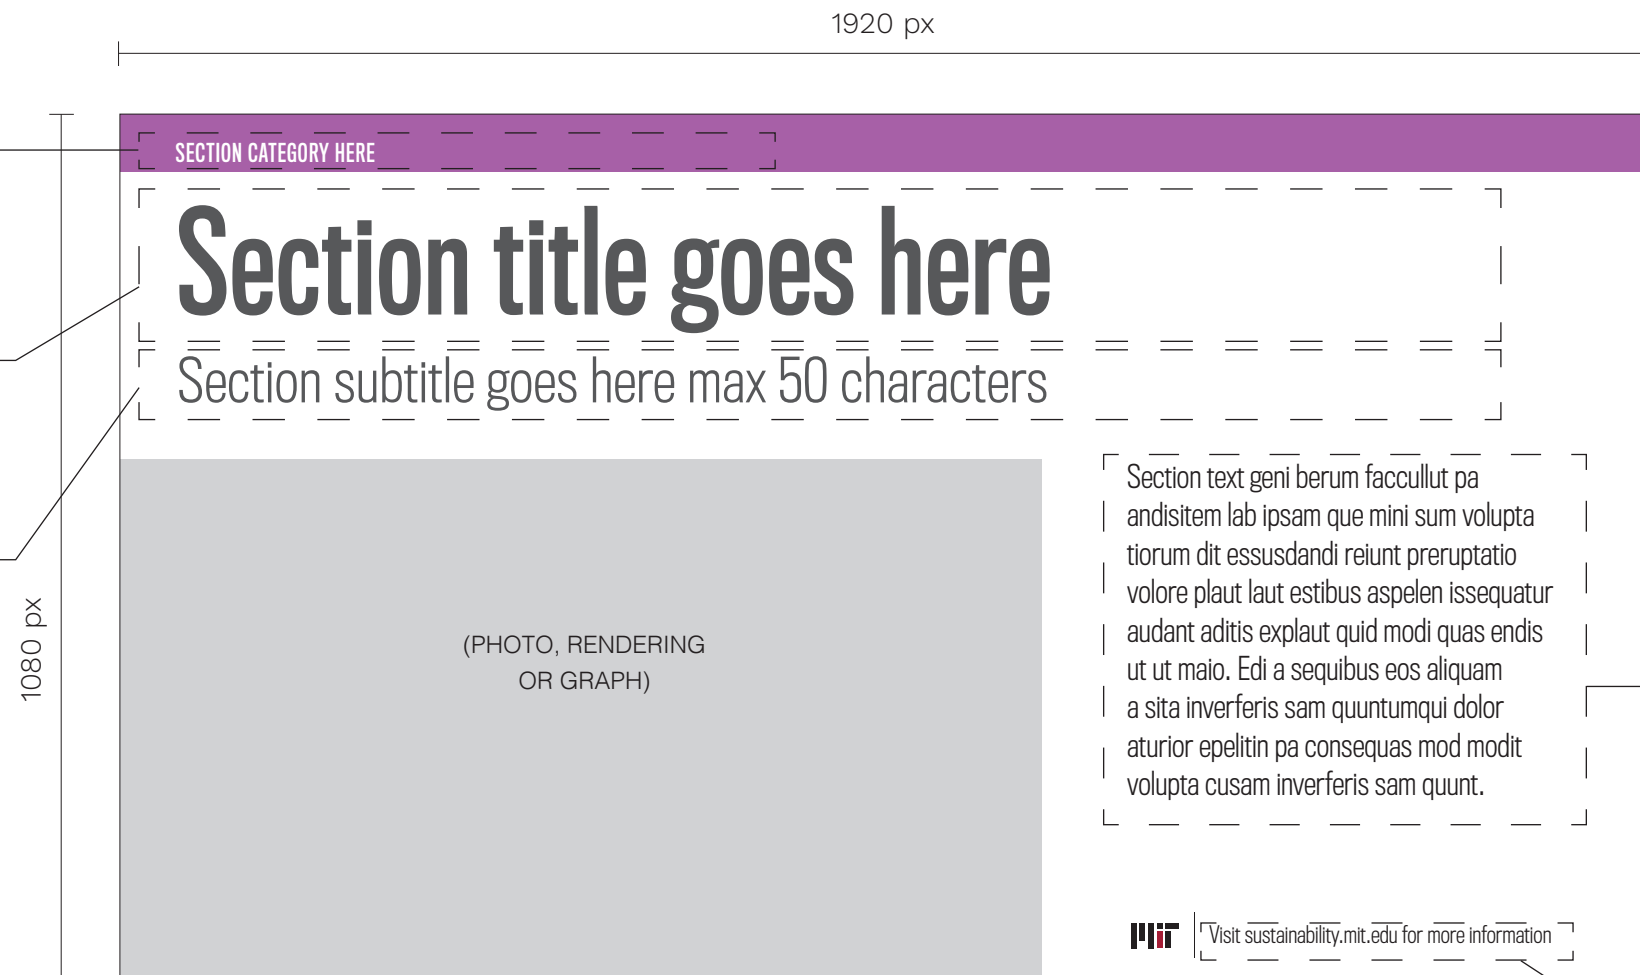 1920 px
SECTION CATEGORY HERE
Section title goes here
Section subtitle goes here max 50 characters
1080 px
(PHOTO, RENDERING
OR GRAPH)
Section text geni berum faccullut pa
andisitem lab ipsam que mini sum volupta
tiorum dit essusdandi reiunt preruptatio
volore plaut laut estibus aspelen issequatur
audant aditis explaut quid modi quas endis
ut ut maio. Edi a sequibus eos aliquam
a sita inverferis sam quuntumqui dolor
aturior epelitin pa consequas mod modit
volupta cusam inverferis sam quunt.
MIT Visit sustainability.mit.edu for more information